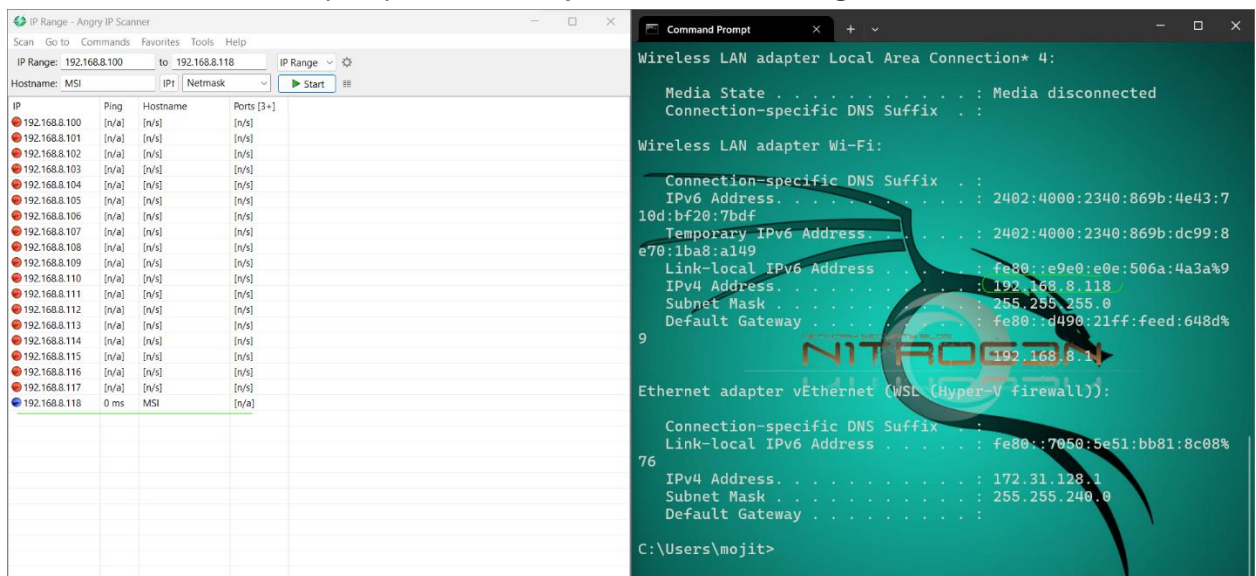 IP Range - Angry IP Scanner
Scan Go to Commands Favorites Tools Help
IP Range: 192.168.8.100 to 192.168.8.118 IP Range
Hostname: MSI IP↑ Netmask Start
IP Ping Hostname Ports [3+]
192.168.8.100 [n/a] [n/s] [n/s]
192.168.8.101 [n/a] [n/s] [n/s]
192.168.8.102 [n/a] [n/s] [n/s]
192.168.8.103 [n/a] [n/s] [n/s]
192.168.8.104 [n/a] [n/s] [n/s]
192.168.8.105 [n/a] [n/s] [n/s]
192.168.8.106 [n/a] [n/s] [n/s]
192.168.8.107 [n/a] [n/s] [n/s]
192.168.8.108 [n/a] [n/s] [n/s]
192.168.8.109 [n/a] [n/s] [n/s]
192.168.8.110 [n/a] [n/s] [n/s]
192.168.8.111 [n/a] [n/s] [n/s]
192.168.8.112 [n/a] [n/s] [n/s]
192.168.8.113 [n/a] [n/s] [n/s]
192.168.8.114 [n/a] [n/s] [n/s]
192.168.8.115 [n/a] [n/s] [n/s]
192.168.8.116 [n/a] [n/s] [n/s]
192.168.8.117 [n/a] [n/s] [n/s]
192.168.8.118 0 ms MSI [n/a]
Command Prompt
Wireless LAN adapter Local Area Connection* 4:
Media State . . . . . . . . . . . : Media disconnected
Connection-specific DNS Suffix . :
Wireless LAN adapter Wi-Fi:
Connection-specific DNS Suffix . :
IPv6 Address. . . . . . . . . . . : 2402:4000:2340:869b:4e43:7
10d:bf20:7bdf
Temporary IPv6 Address. . . . . . : 2402:4000:2340:869b:dc99:8
e70:1ba8:a149
Link-local IPv6 Address . . . . . : fe80::e9e0:e0e:506a:4a3a%9
IPv4 Address. . . . . . . . . . . : 192.168.8.118
Subnet Mask . . . . . . . . . . . : 255.255.255.0
Default Gateway . . . . . . . . . : fe80::d490:21ff:feed:648d%
9
192.168.8.1
N1TROGEN
Ethernet adapter vEthernet (WSL (Hyper-V firewall)):
Connection-specific DNS Suffix . :
Link-local IPv6 Address . . . . . : fe80::7050:5e51:bb81:8c08%
76
IPv4 Address. . . . . . . . . . . : 172.31.128.1
Subnet Mask . . . . . . . . . . . : 255.255.240.0
Default Gateway . . . . . . . . . :
C:\Users\mojit>